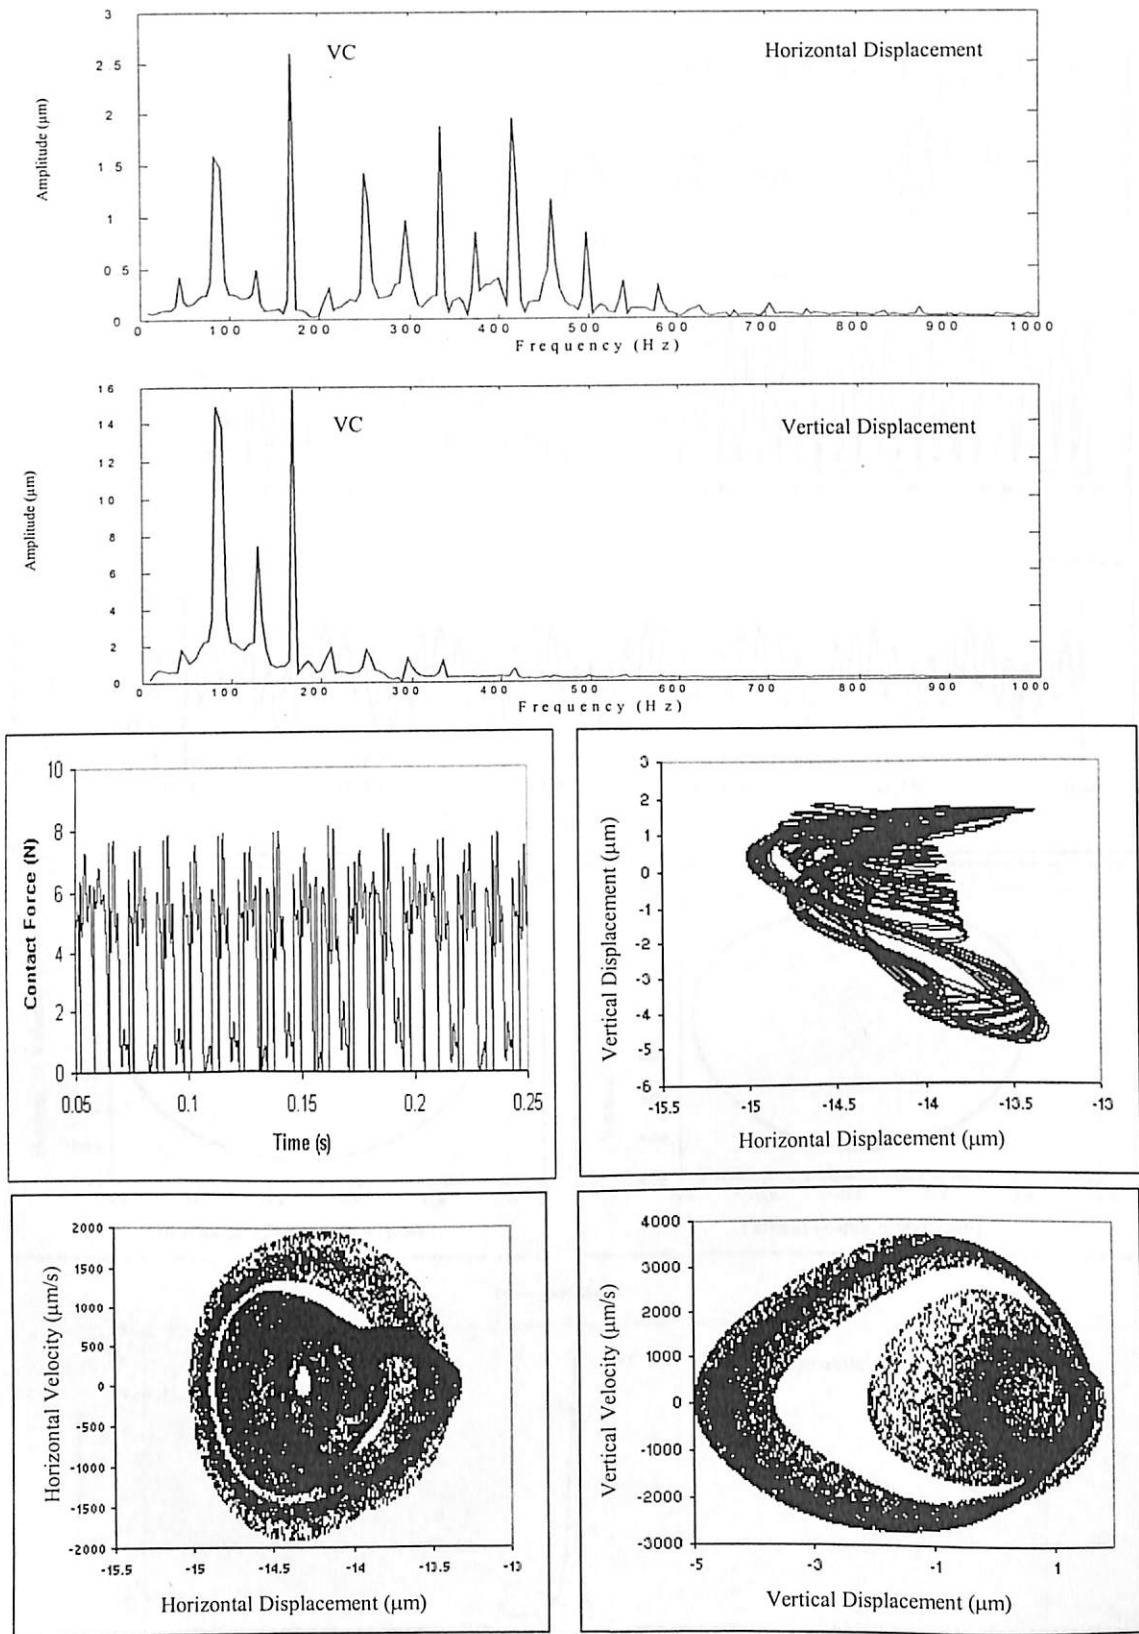 3
2 5
2
1 5
1
0 5
0
Amplitude (µm)
VC
Horizontal Displacement
100 200 300 400 500 600 700 800 900 1000
Frequency (Hz)
16
14
12
10
8
6
4
2
0
Amplitude (µm)
VC
Vertical Displacement
0 100 200 300 400 500 600 700 800 900 1000
Frequency (Hz)
10
8
6
4
2
0
Contact Force (N)
0.05 0.1 0.15 0.2 0.25
Time (s)
3
2
1
0
-1
-2
-3
-4
-5
-6
Vertical Displacement (µm)
-15.5 -15 -14.5 -14 -13.5 -13
Horizontal Displacement (µm)
2000
1500
1000
500
0
-500
-1000
-1500
-2000
Horizontal Velocity (µm/s)
-15.5 -15 -14.5 -14 -13.5 -13
Horizontal Displacement (µm)
4000
3000
2000
1000
0
-1000
-2000
-3000
Vertical Velocity (µm/s)
-5 -3 -1 1
Vertical Displacement (µm)